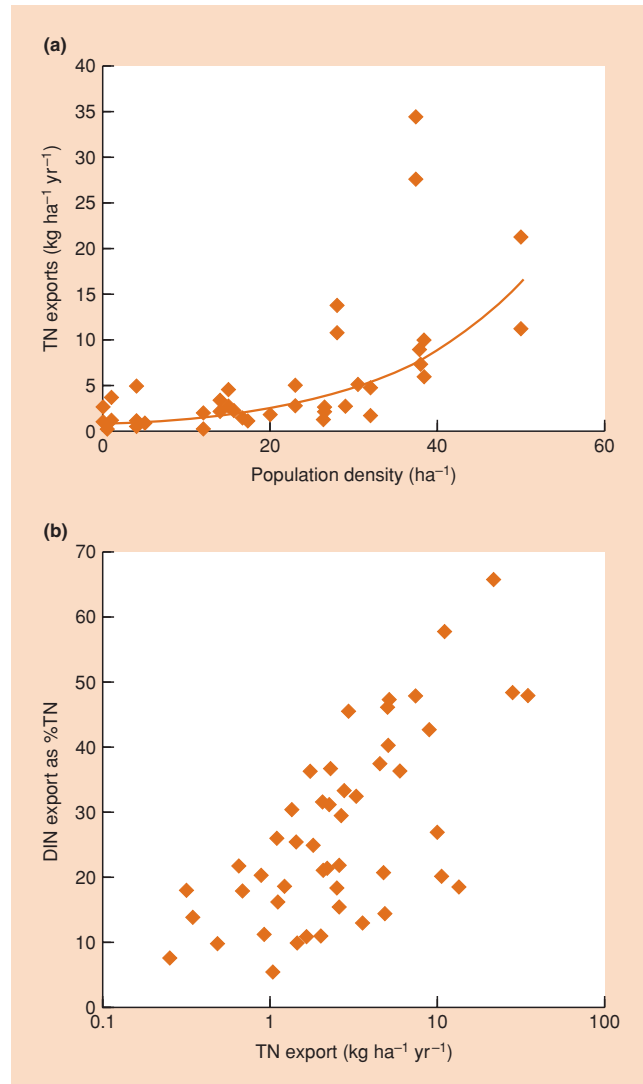 (a)
40
35
30
25
20
15
10
5
0
TN exports (kg ha⁻¹ yr⁻¹)
0 20 40 60
Population density (ha⁻¹)
(b)
70
60
50
40
30
20
10
0
DIN export as %TN
0.1 1 10 100
TN export (kg ha⁻¹ yr⁻¹)